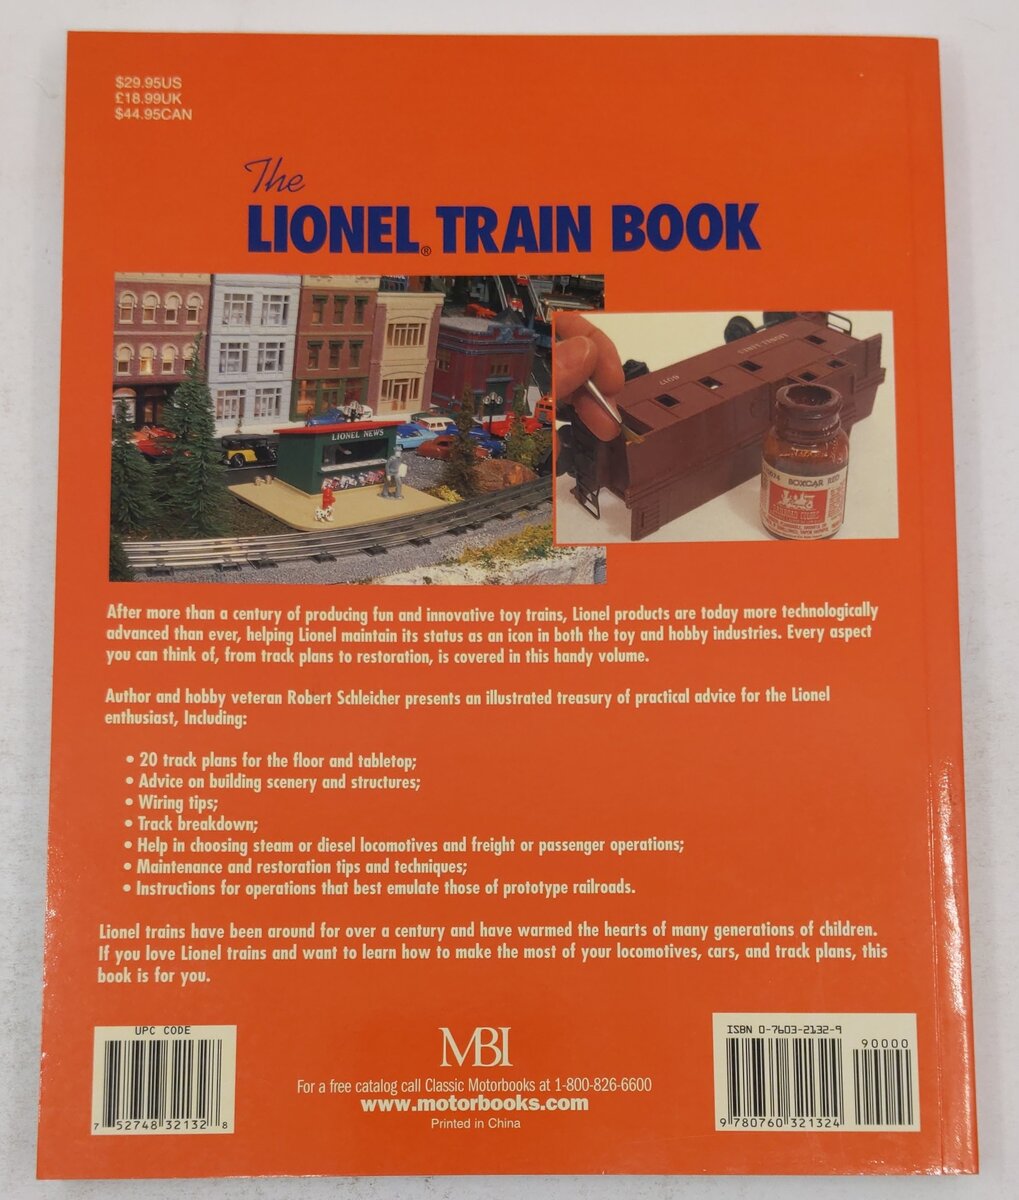 $29.95US
£18.99UK
$44.95CAN
The
LIONEL® TRAIN BOOK
LIONEL NEWS
LIONEL LINES
6017
BOXCAR RED
After more than a century of producing fun and innovative toy trains, Lionel products are today more technologically
advanced than ever, helping Lionel maintain its status as an icon in both the toy and hobby industries. Every aspect
you can think of, from track plans to restoration, is covered in this handy volume.
Author and hobby veteran Robert Schleicher presents an illustrated treasury of practical advice for the Lionel
enthusiast, Including:
• 20 track plans for the floor and tabletop;
• Advice on building scenery and structures;
• Wiring tips;
• Track breakdown;
• Help in choosing steam or diesel locomotives and freight or passenger operations;
• Maintenance and restoration tips and techniques;
• Instructions for operations that best emulate those of prototype railroads.
Lionel trains have been around for over a century and have warmed the hearts of many generations of children.
If you love Lionel trains and want to learn how to make the most of your locomotives, cars, and track plans, this
book is for you.
UPC CODE
7 52748 32132 8
MBI
For a free catalog call Classic Motorbooks at 1-800-826-6600
www.motorbooks.com
Printed in China
ISBN 0-7603-2132-9
90000
9 780760 321324